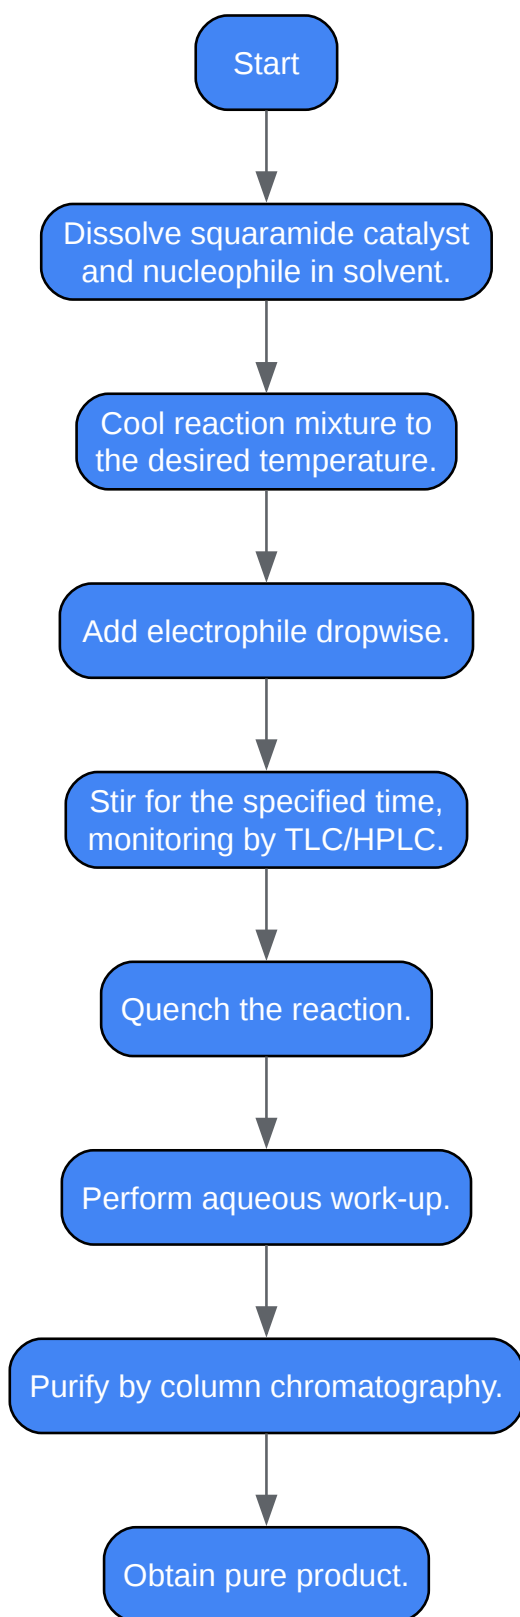 Start
Dissolve squaramide catalyst
and nucleophile in solvent.
Cool reaction mixture to
the desired temperature.
Add electrophile dropwise.
Stir for the specified time,
monitoring by TLC/HPLC.
Quench the reaction.
Perform aqueous work-up.
Purify by column chromatography.
Obtain pure product.